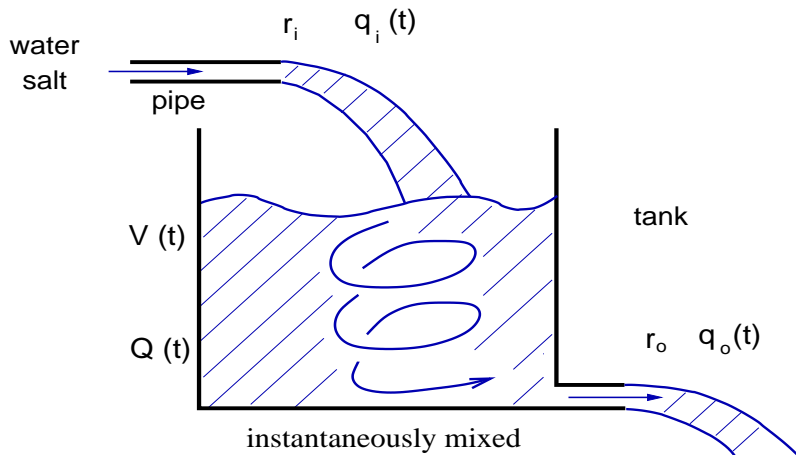 r_i q_i (t)
water
salt
pipe
V (t)
tank
Q (t)
r_o q_o(t)
instantaneously mixed